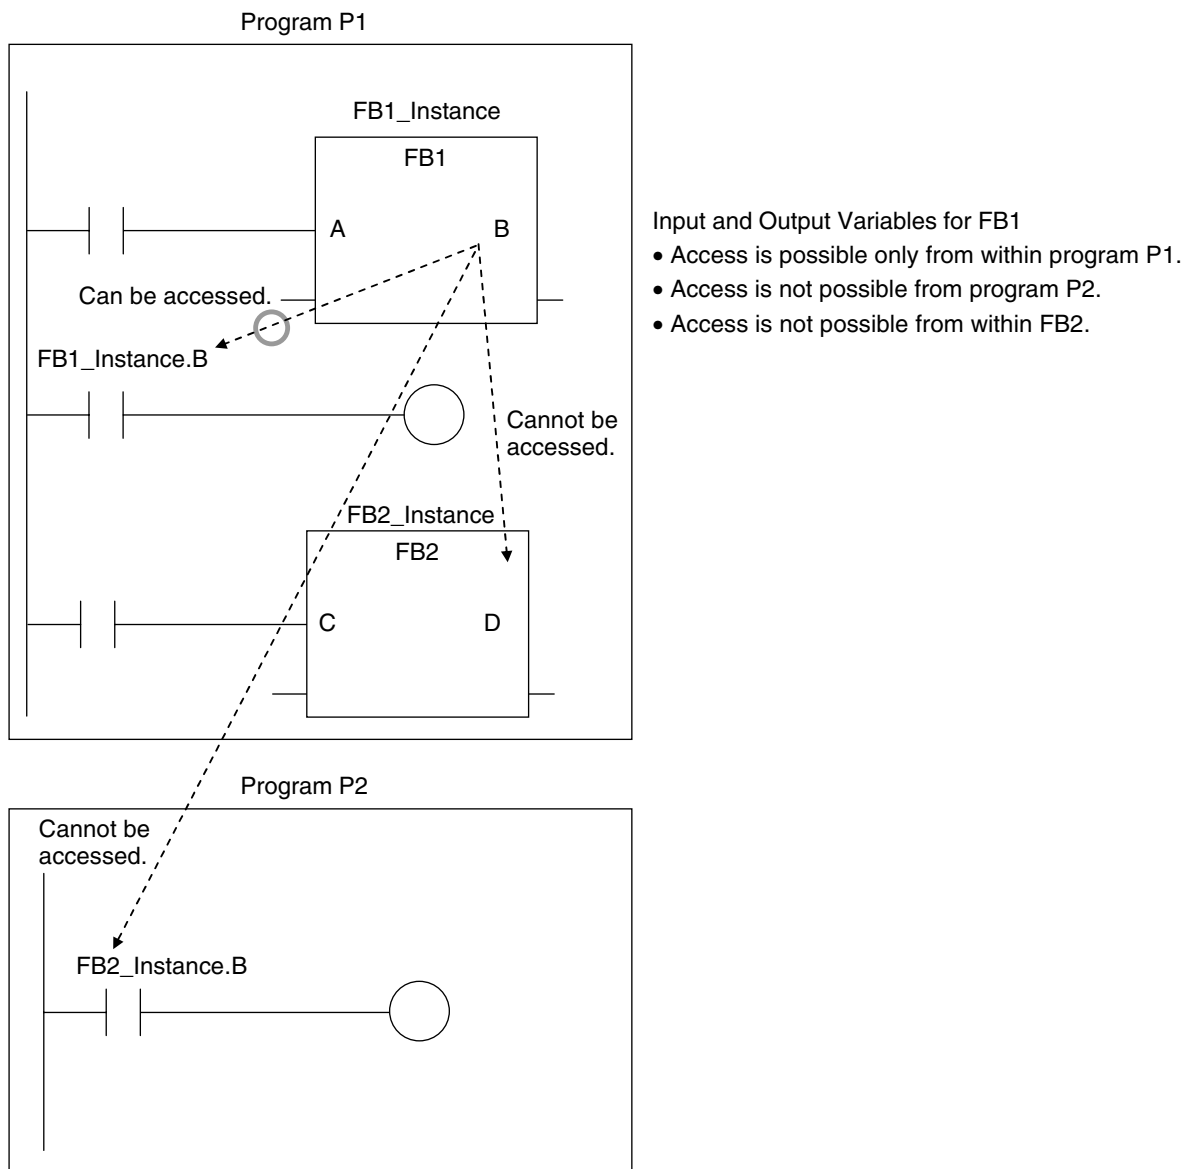 Program P1
FB1_Instance
FB1
A
B
Can be accessed.
FB1_Instance.B
Cannot be
accessed.
FB2_Instance
FB2
C
D
Input and Output Variables for FB1
• Access is possible only from within program P1.
• Access is not possible from program P2.
• Access is not possible from within FB2.
Program P2
Cannot be
accessed.
FB2_Instance.B